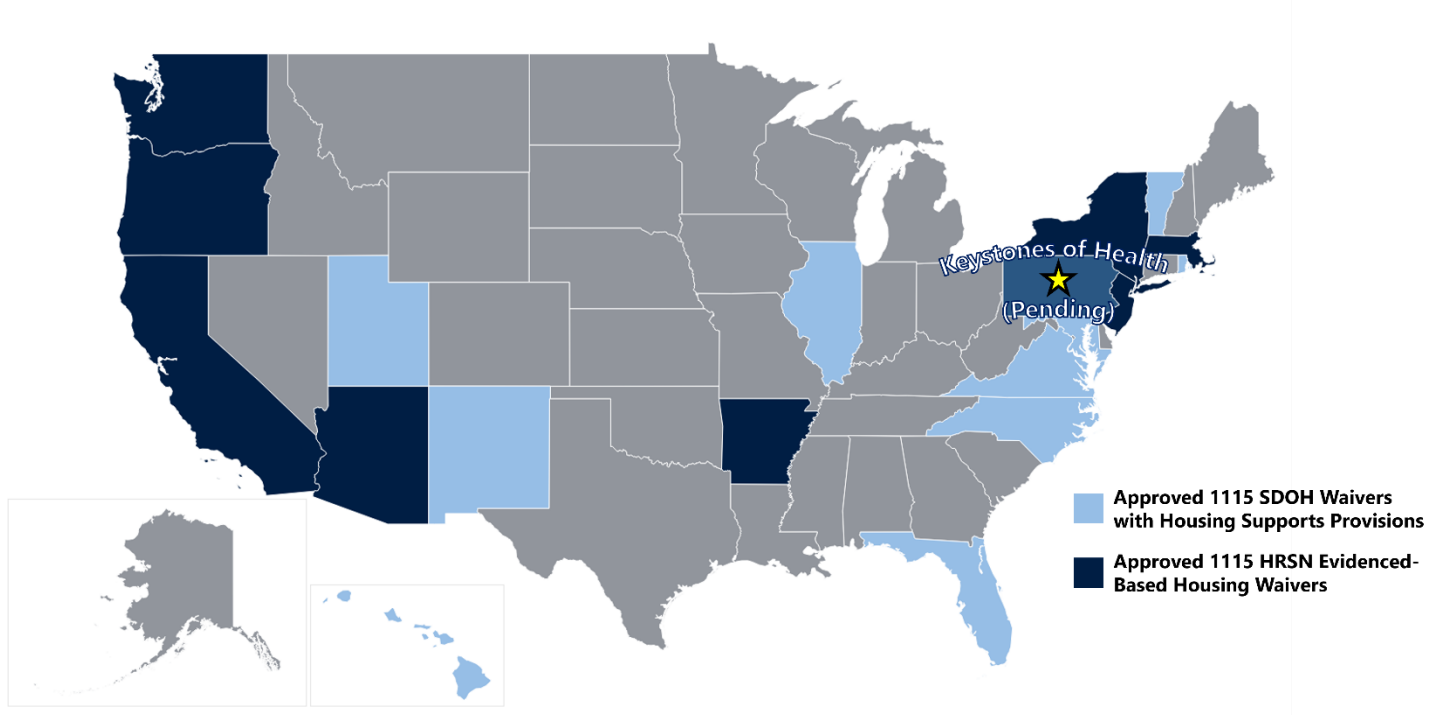 Keystones of Health
(Pending)
Approved 1115 SDOH Waivers
with Housing Supports Provisions
Approved 1115 HRSN Evidenced-
Based Housing Waivers